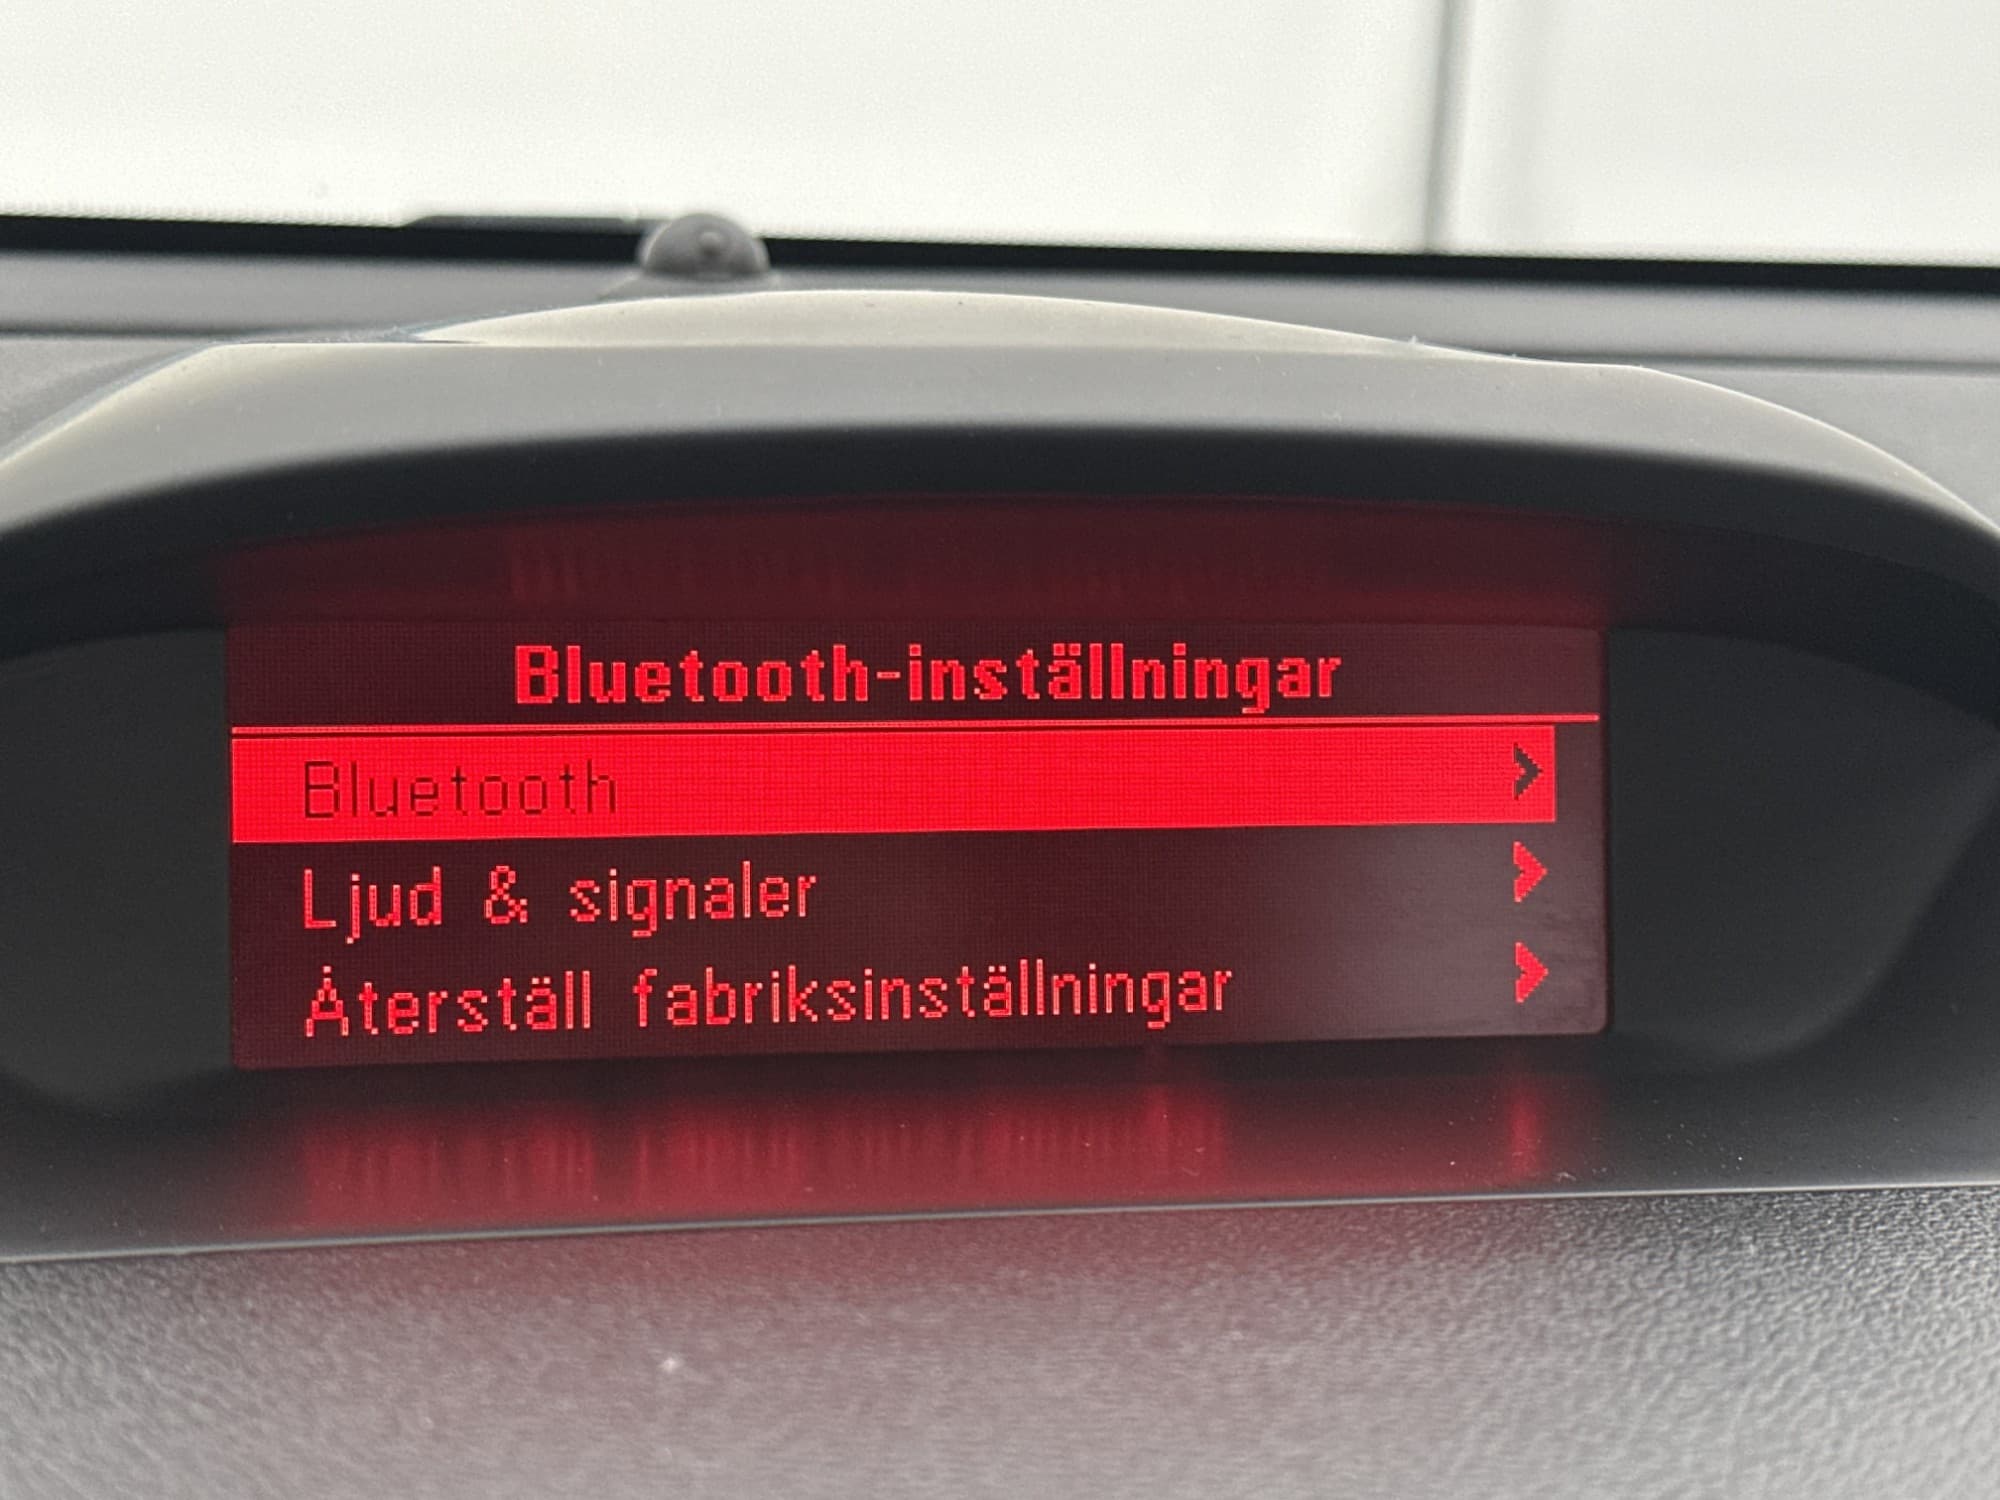 Bluetooth-inställningar
Bluetooth
Ljud & signaler
Återställ fabriksinställningar